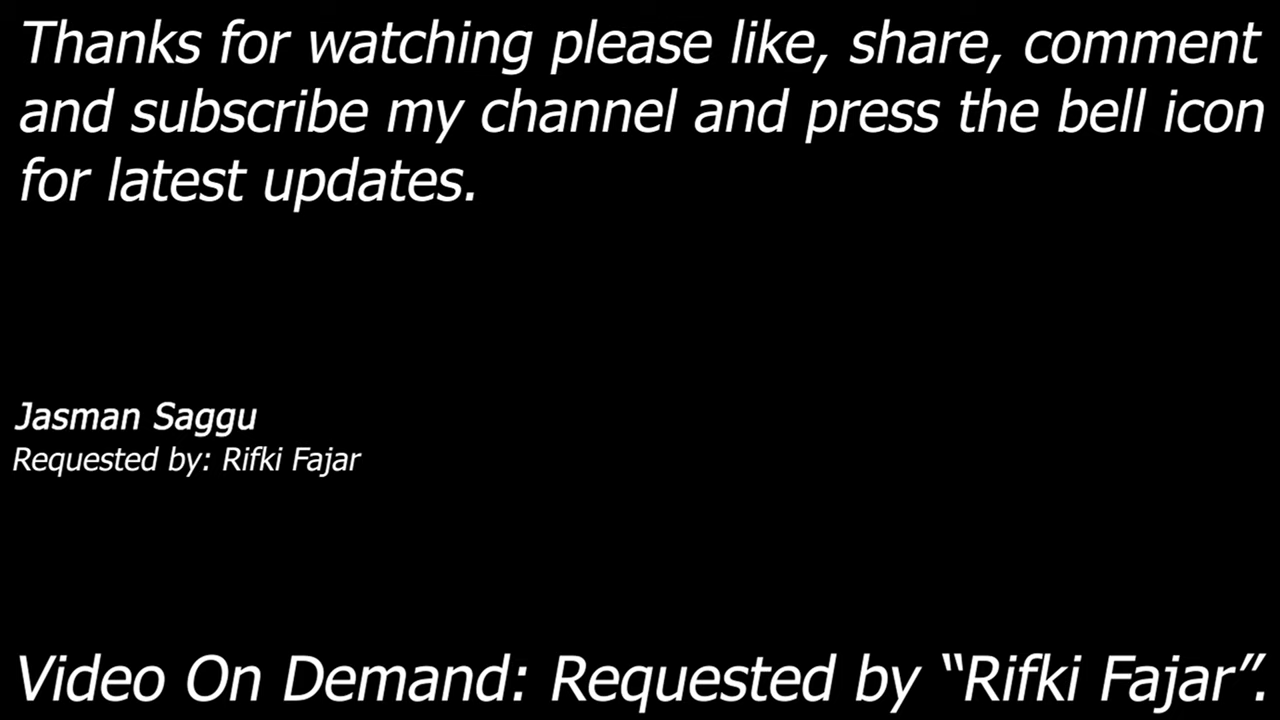 Thanks for watching please like, share, comment
and subscribe my channel and press the bell icon
for latest updates.
Jasman Saggu
Requested by: Rifki Fajar
Video On Demand: Requested by “Rifki Fajar”.